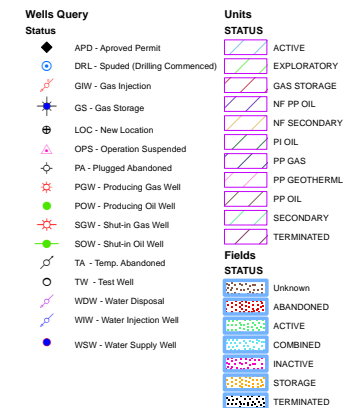 Wells Query
Status
APD - Aproved Permit
DRL - Spuded (Drilling Commenced)
GIW - Gas Injection
GS - Gas Storage
LOC - New Location
OPS - Operation Suspended
PA - Plugged Abandoned
PGW - Producing Gas Well
POW - Producing Oil Well
SGW - Shut-in Gas Well
SOW - Shut-in Oil Well
TA - Temp. Abandoned
TW - Test Well
WDW - Water Disposal
WIW - Water Injection Well
WSW - Water Supply Well
Units
STATUS
ACTIVE
EXPLORATORY
GAS STORAGE
NF PP OIL
NF SECONDARY
PI OIL
PP GAS
PP GEOTHERML
PP OIL
SECONDARY
TERMINATED
Fields
STATUS
Unknown
ABANDONED
ACTIVE
COMBINED
INACTIVE
STORAGE
TERMINATED